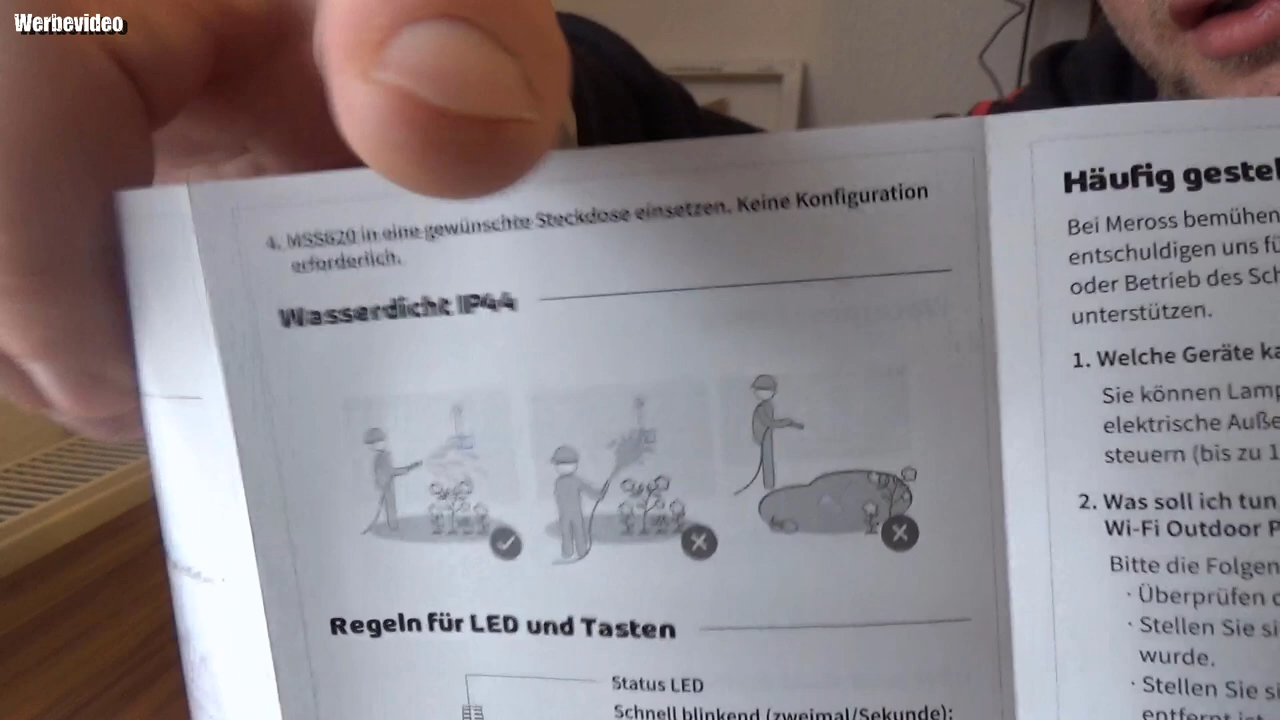 Werbevideo
4. MSS620 in eine gewünschte Steckdose einsetzen. Keine Konfiguration
erforderlich.
Wasserdicht IP44
Regeln für LED und Tasten
Status LED
Schnell blinkend (zweimal/Sekunde):
Häufig gestel
Bei Meross bemühen
entschuldigen uns fü
oder Betrieb des Sch
unterstützen.
1. Welche Geräte ka
Sie können Lamp
elektrische Auße
steuern (bis zu 1
2. Was soll ich tun
Wi-Fi Outdoor P
Bitte die Folgen
· Überprüfen
· Stellen Sie si
wurde.
· Stellen Sie si
entfernt ist